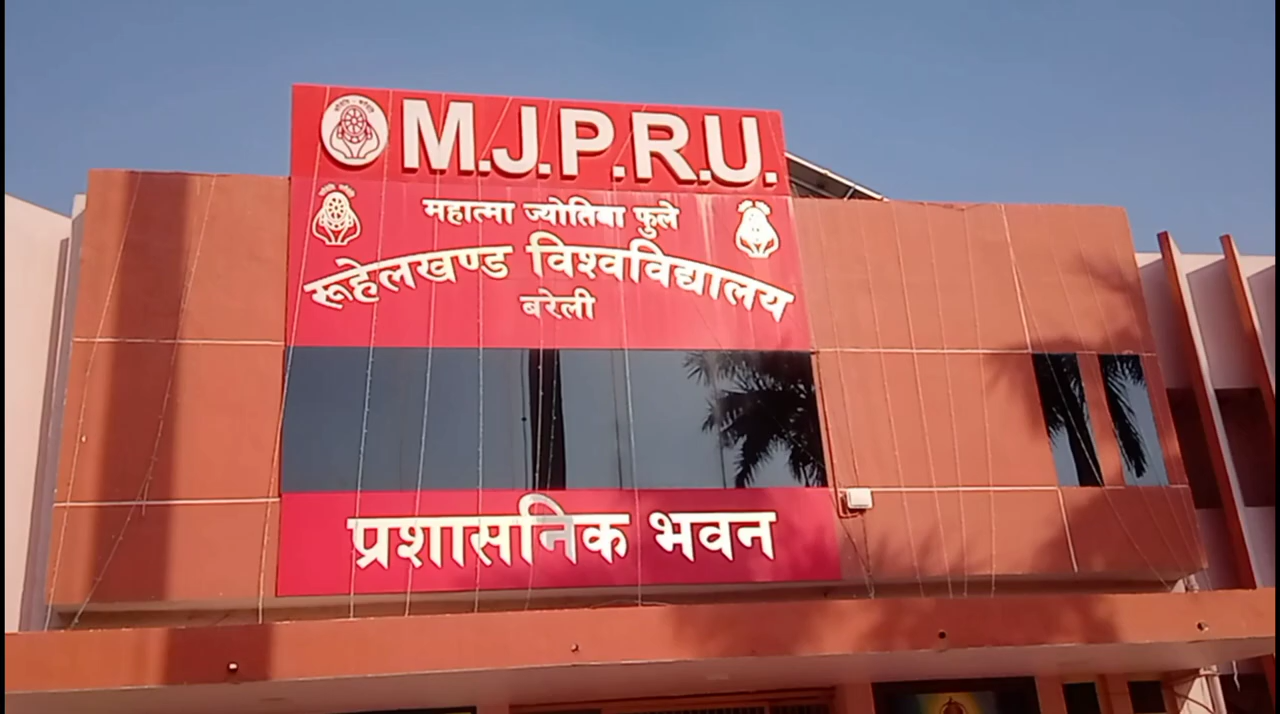 M.J.P.R.U.
महात्मा ज्योतिबा फुले
रूहेलखण्ड विश्वविद्यालय
बरेली
प्रशासनिक भवन